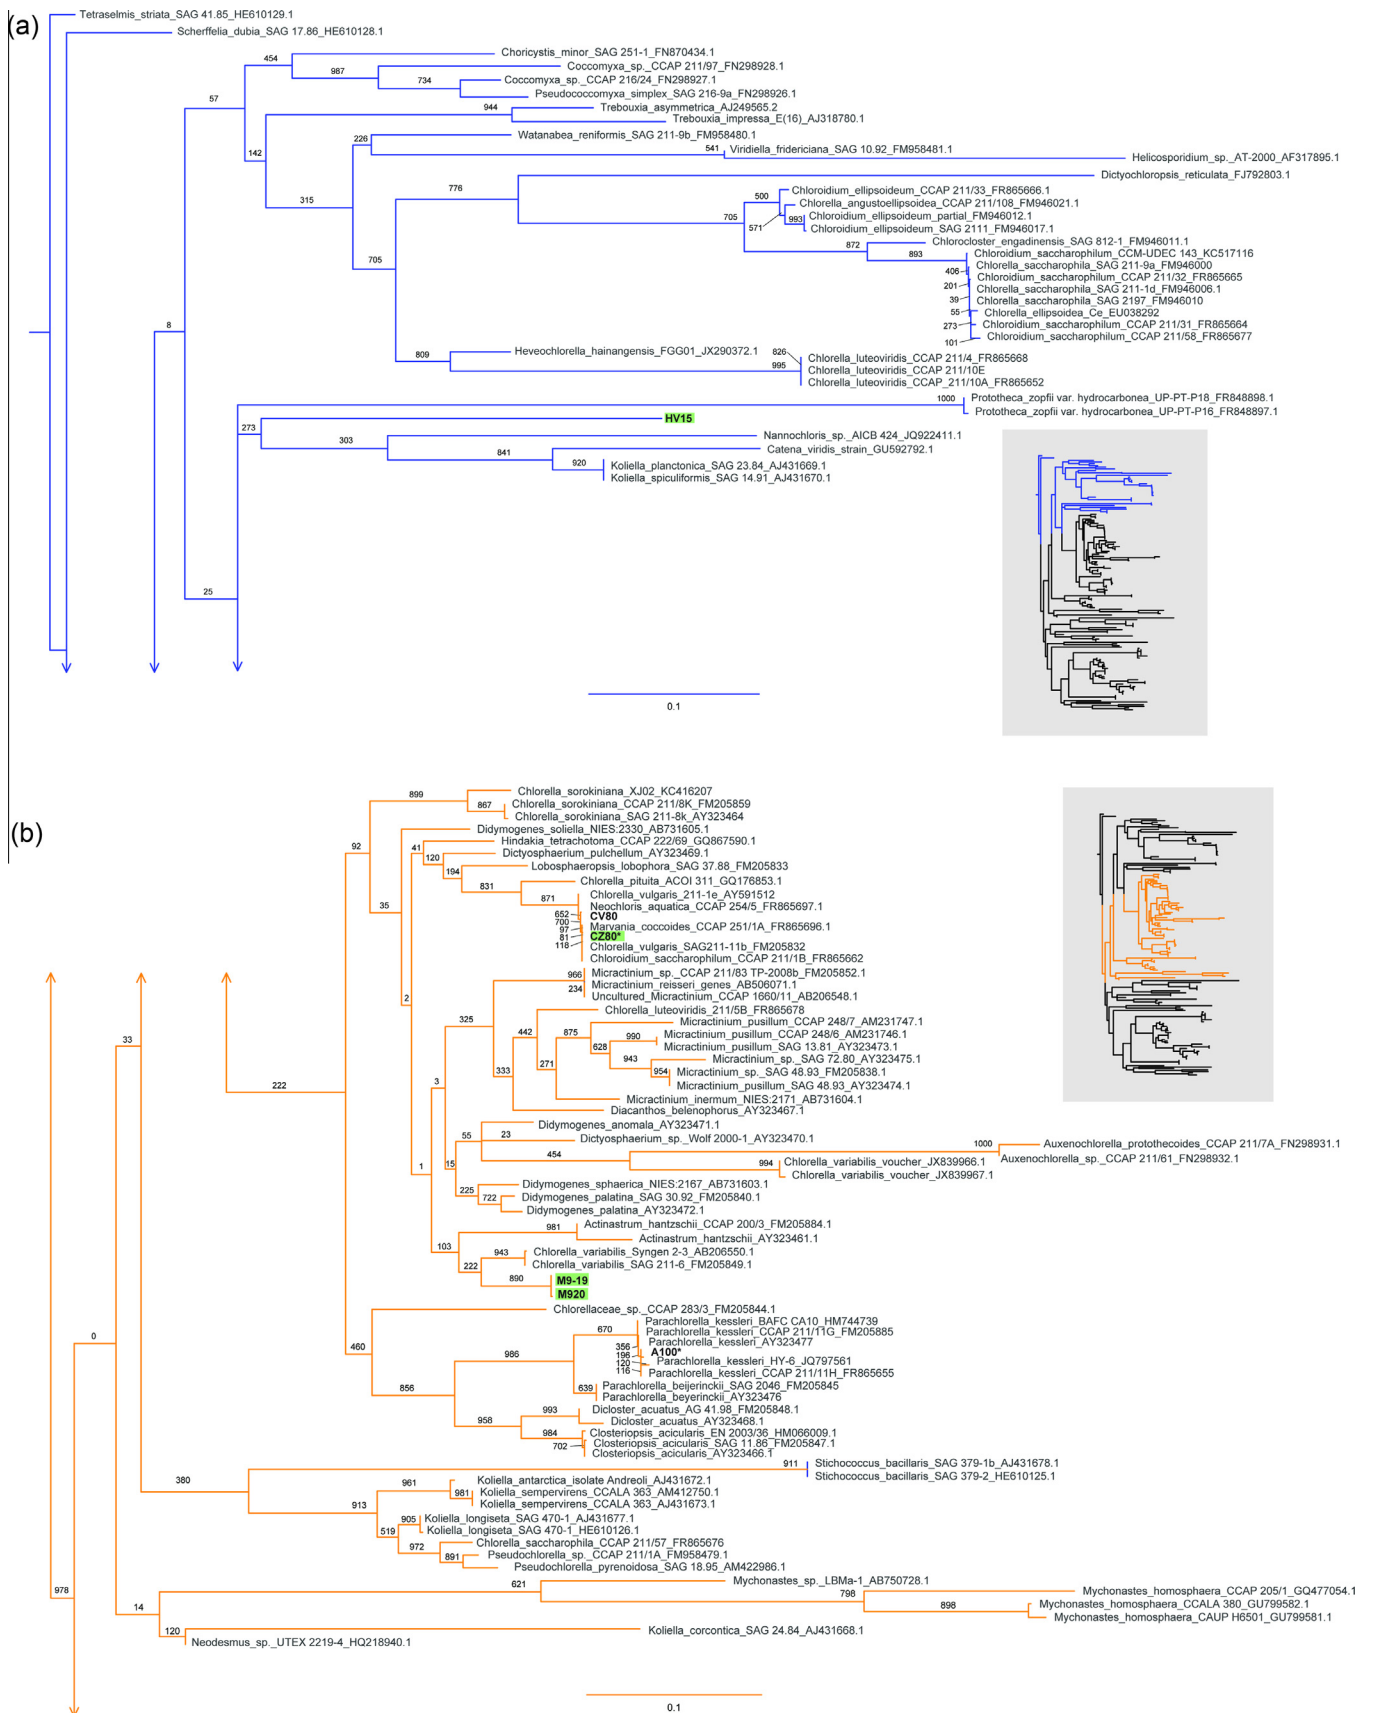 (a)
Tetraselmis_striata_SAG 41.85_HE610129.1
Scherffelia_dubia_SAG 17.86_HE610128.1
Choricystis_minor_SAG 251-1_FN870434.1
454
Coccomyxa_sp._CCAP 211/97_FN298928.1
987
Coccomyxa_sp._CCAP 216/24_FN298927.1
734
Pseudococcomyxa_simplex_SAG 216-9a_FN298926.1
57
944
Trebouxia_asymmetrica_AJ249565.2
Trebouxia_impressa_E(16)_AJ318780.1
Watanabea_reniformis_SAG 211-9b_FM958480.1
226
142
541
Viridiella_fridericiana_SAG 10.92_FM958481.1
Helicosporidium_sp._AT-2000_AF317895.1
Dictyochloropsis_reticulata_FJ792803.1
776
315
500
Chloroidium_ellipsoideum_CCAP 211/33_FR865666.1
Chlorella_angustoellipsoidea_CCAP 211/108_FM946021.1
705
993
Chloroidium_ellipsoideum_partial_FM946012.1
571
Chloroidium_ellipsoideum_SAG 2111_FM946017.1
872
Chlorocloster_engadinensis_SAG 812-1_FM946011.1
893
Chloroidium_saccharophilum_CCM-UDEC 143_KC517116
705
406
Chlorella_saccharophila_SAG 211-9a_FM946000
Chloroidium_saccharophilum_CCAP 211/32_FR865665
201
Chlorella_saccharophila_SAG 211-1d_FM946006.1
39
Chlorella_saccharophila_SAG 2197_FM946010
55
Chlorella_ellipsoidea_Ce_EU038292
273
Chloroidium_saccharophilum_CCAP 211/31_FR865664
8
101
Chloroidium_saccharophilum_CCAP 211/58_FR865677
809
Heveochlorella_hainangensis_FGG01_JX290372.1
826
Chlorella_luteoviridis_CCAP 211/4_FR865668
995
Chlorella_luteoviridis_CCAP 211/10E
Chlorella_luteoviridis_CCAP_211/10A_FR865652
1000
Prototheca_zopfii var. hydrocarbonea_UP-PT-P18_FR848898.1
Prototheca_zopfii var. hydrocarbonea_UP-PT-P16_FR848897.1
HV15
273
303
Nannochloris_sp._AICB 424_JQ922411.1
841
Catena_viridis_strain_GU592792.1
920
Koliella_planctonica_SAG 23.84_AJ431669.1
Koliella_spiculiformis_SAG 14.91_AJ431670.1
25
0.1
(b)
899
Chlorella_sorokiniana_XJ02_KC416207
867
Chlorella_sorokiniana_CCAP 211/8K_FM205859
Chlorella_sorokiniana_SAG 211-8k_AY323464
92
Didymogenes_soliella_NIES:2330_AB731605.1
41
Hindakia_tetrachotoma_CCAP 222/69_GQ867590.1
120
Dictyosphaerium_pulchellum_AY323469.1
194
Lobosphaeropsis_lobophora_SAG 37.88_FM205833
831
Chlorella_pituita_ACOI 311_GQ176853.1
35
871
Chlorella_vulgaris_211-1e_AY591512
Neochloris_aquatica_CCAP 254/5_FR865697.1
652
CV80
700
Marvania_coccoides_CCAP 251/1A_FR865696.1
97
CZ80*
81
118
Chlorella_vulgaris_SAG211-11b_FM205832
Chloroidium_saccharophilum_CCAP 211/1B_FR865662
2
966
Micractinium_sp._CCAP 211/83 TP-2008b_FM205852.1
Micractinium_reisseri_genes_AB506071.1
234
Uncultured_Micractinium_CCAP 1660/11_AB206548.1
325
Chlorella_luteoviridis_211/5B_FR865678
442
875
Micractinium_pusillum_CCAP 248/7_AM231747.1
990
Micractinium_pusillum_CCAP 248/6_AM231746.1
628
Micractinium_pusillum_SAG 13.81_AJ323473.1
943
Micractinium_sp._SAG 72.80_AY323475.1
33
333
271
954
Micractinium_sp._SAG 48.93_FM205838.1
Micractinium_pusillum_SAG 48.93_AY323474.1
222
3
Micractinium_inermum_NIES:2171_AB731604.1
Diacanthos_belenophorus_AY323467.1
Didymogenes_anomala_AY323471.1
55
23
Dictyosphaerium_sp._Wolf 2000-1_AY323470.1
1000
Auxenochlorella_protothecoides_CCAP 211/7A_FN298931.1
454
Auxenochlorella_sp._CCAP 211/61_FN298932.1
15
994
Chlorella_variabilis_voucher_JX839966.1
1
Chlorella_variabilis_voucher_JX839967.1
225
Didymogenes_sphaerica_NIES:2167_AB731603.1
722
Didymogenes_palatina_SAG 30.92_FM205840.1
Didymogenes_palatina_AY323472.1
981
Actinastrum_hantzschii_CCAP 200/3_FM205884.1
Actinastrum_hantzschii_AY323461.1
103
943
Chlorella_variabilis_Syngen 2-3_AB206550.1
222
Chlorella_variabilis_SAG 211-6_FM205849.1
890
M9-19
M920
Chlorellaceae_sp._CCAP 283/3_FM205844.1
Parachlorella_kessleri_BAFC CA10_HM744739
670
Parachlorella_kessleri_CCAP 211/11G_FM205885
0
Parachlorella_kessleri_AY323477
460
356
A100*
986
196
Parachlorella_kessleri_HY-6_JQ797561
120
116
Parachlorella_kessleri_CCAP 211/11H_FR865655
856
639
Parachlorella_beijerinckii_SAG 2046_FM205845
Parachlorella_beyerinckii_AY323476
993
Dicloster_acuatus_AG 41.98_FM205848.1
958
Dicloster_acuatus_AY323468.1
984
Closteriopsis_acicularis_EN 2003/36_HM066009.1
702
Closteriopsis_acicularis_SAG 11.86_FM205847.1
Closteriopsis_acicularis_AY323466.1
911
Stichococcus_bacillaris_SAG 379-1b_AJ431678.1
380
Stichococcus_bacillaris_SAG 379-2_HE610125.1
961
Koliella_antarctica_isolate Andreoli_AJ431672.1
981
Koliella_sempervirens_CCALA 363_AM412750.1
913
Koliella_sempervirens_CCALA 363_AJ431673.1
905
Koliella_longiseta_SAG 470-1_AJ431677.1
519
Koliella_longiseta_SAG 470-1_HE610126.1
972
Chlorella_saccharophila_CCAP 211/57_FR865676
891
Pseudochlorella_sp._CCAP 211/1A_FM958479.1
Pseudochlorella_pyrenoidosa_SAG 18.95_AM422986.1
978
621
Mychonastes_sp._LBMa-1_AB750728.1
798
Mychonastes_homosphaera_CCAP 205/1_GQ477054.1
14
898
Mychonastes_homosphaera_CCALA 380_GU799582.1
Mychonastes_homosphaera_CAUP H6501_GU799581.1
120
Koliella_corcontica_SAG 24.84_AJ431668.1
Neodesmus_sp._UTEX 2219-4_HQ218940.1
0.1